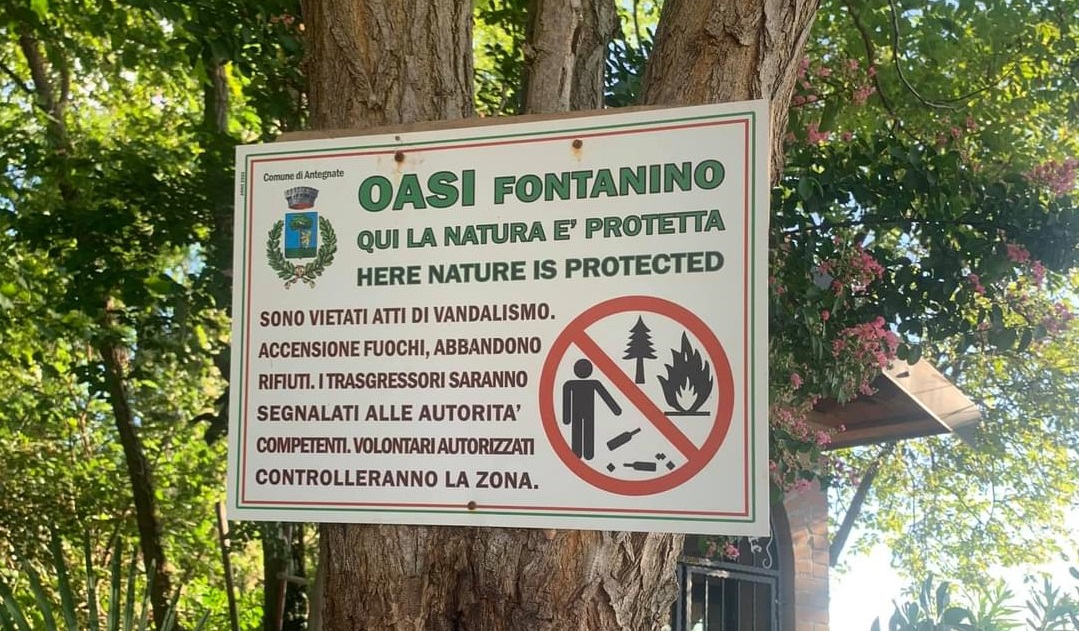 Comune di Antegnate
OASI FONTANINO
QUI LA NATURA E' PROTETTA
HERE NATURE IS PROTECTED
SONO VIETATI ATTI DI VANDALISMO.
ACCENSIONE FUOCHI, ABBANDONO
RIFIUTI. I TRASGRESSORI SARANNO
SEGNALATI ALLE AUTORITA'
COMPETENTI. VOLONTARI AUTORIZZATI
CONTROLLERANNO LA ZONA.